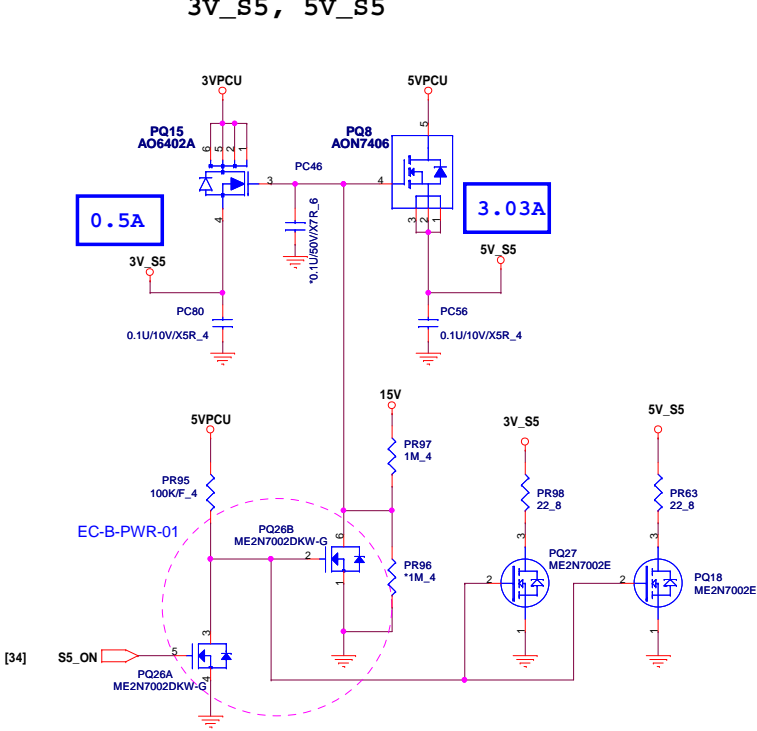 3V_S5, 5V_S5
3VPCU
5VPCU
PQ15
AO6402A
PQ8
AON7406
6
5
2
1
5
PC46
3
4
*0.1U/50V/X7R_6
0.5A
3.03A
4
3
2
1
3V_S5
5V_S5
PC80
0.1U/10V/X5R_4
PC56
0.1U/10V/X5R_4
15V
5VPCU
3V_S5
5V_S5
PR97
1M_4
PR95
100K/F_4
PR98
22_8
PR63
22_8
EC-B-PWR-01
PQ26B
ME2N7002DKW-G
6
2
1
PR96
*1M_4
3
PQ27
ME2N7002E
2
1
3
2
1
PQ18
ME2N7002E
[34]
S5_ON
3
5
4
PQ26A
ME2N7002DKW-G